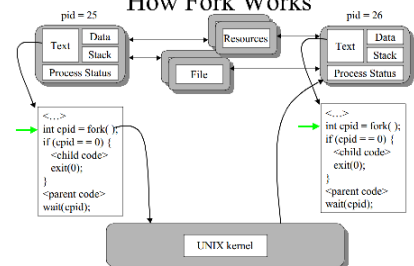 How Fork Works
pid = 25
Text
Data
Stack
Process Status
Resources
File
pid = 26
Text
Data
Stack
Process Status
<…>
int cpid = fork( );
if (cpid == 0) {
<child code>
exit(0);
}
<parent code>
wait(cpid);
<…>
int cpid = fork( );
if (cpid == 0) {
<child code>
exit(0);
}
<parent code>
wait(cpid);
UNIX kernel